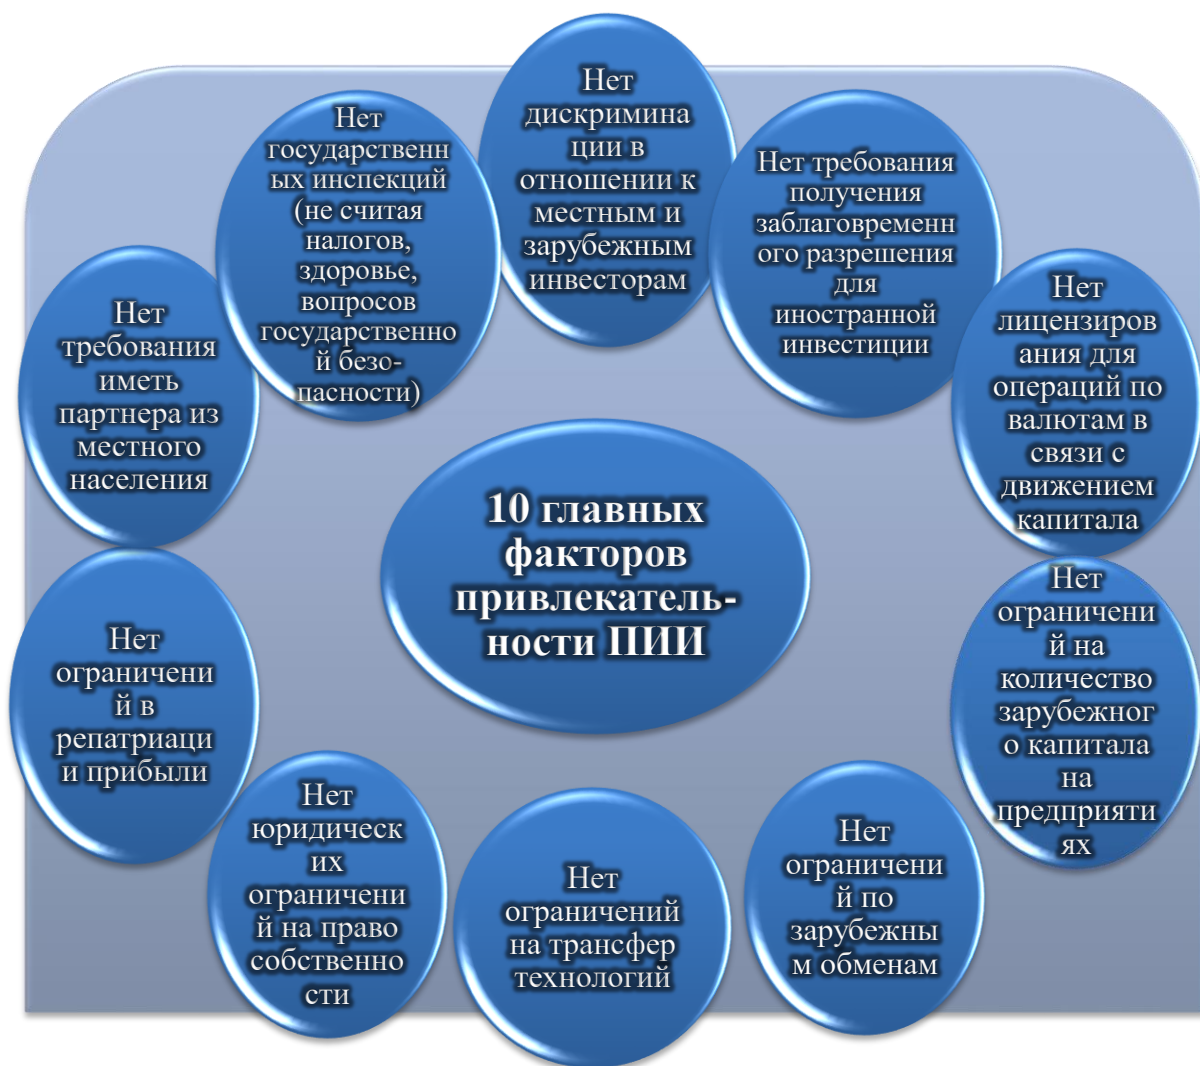 Нет
дискримина
ции в
отношении к
местным и
зарубежным
инвесторам
Нет требования
получения
заблаговременн
ого разрешения
для
иностранной
инвестиции
Нет
лицензиров
ания для
операций по
валютам в
связи с
движением
капитала
Нет
ограничени
й на
количество
зарубежног
о капитала
на
предприяти
ях
Нет
ограничени
й по
зарубежны
м обменам
Нет
ограничений
на трансфер
технологий
Нет
юридическ
их
ограничени
й на право
собственно
сти
Нет
ограничени
й в
репатриаци
и прибыли
Нет
требования
иметь
партнера из
местного
населения
Нет
государственн
ых инспекций
(не считая
налогов,
здоровье,
вопросов
государственно
й безо-
пасности)
10 главных
факторов
привлекатель-
ности ПИИ